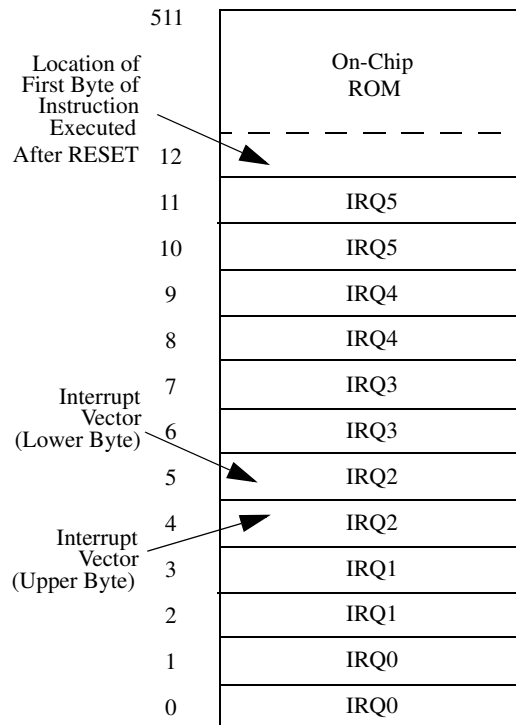 511
Location of
First Byte of
Instruction
Executed
After RESET
On-Chip
ROM
12
11 IRQ5
10 IRQ5
9 IRQ4
8 IRQ4
7 IRQ3
Interrupt
Vector
(Lower Byte)
6 IRQ3
5 IRQ2
4 IRQ2
Interrupt
Vector
(Upper Byte)
3 IRQ1
2 IRQ1
1 IRQ0
0 IRQ0